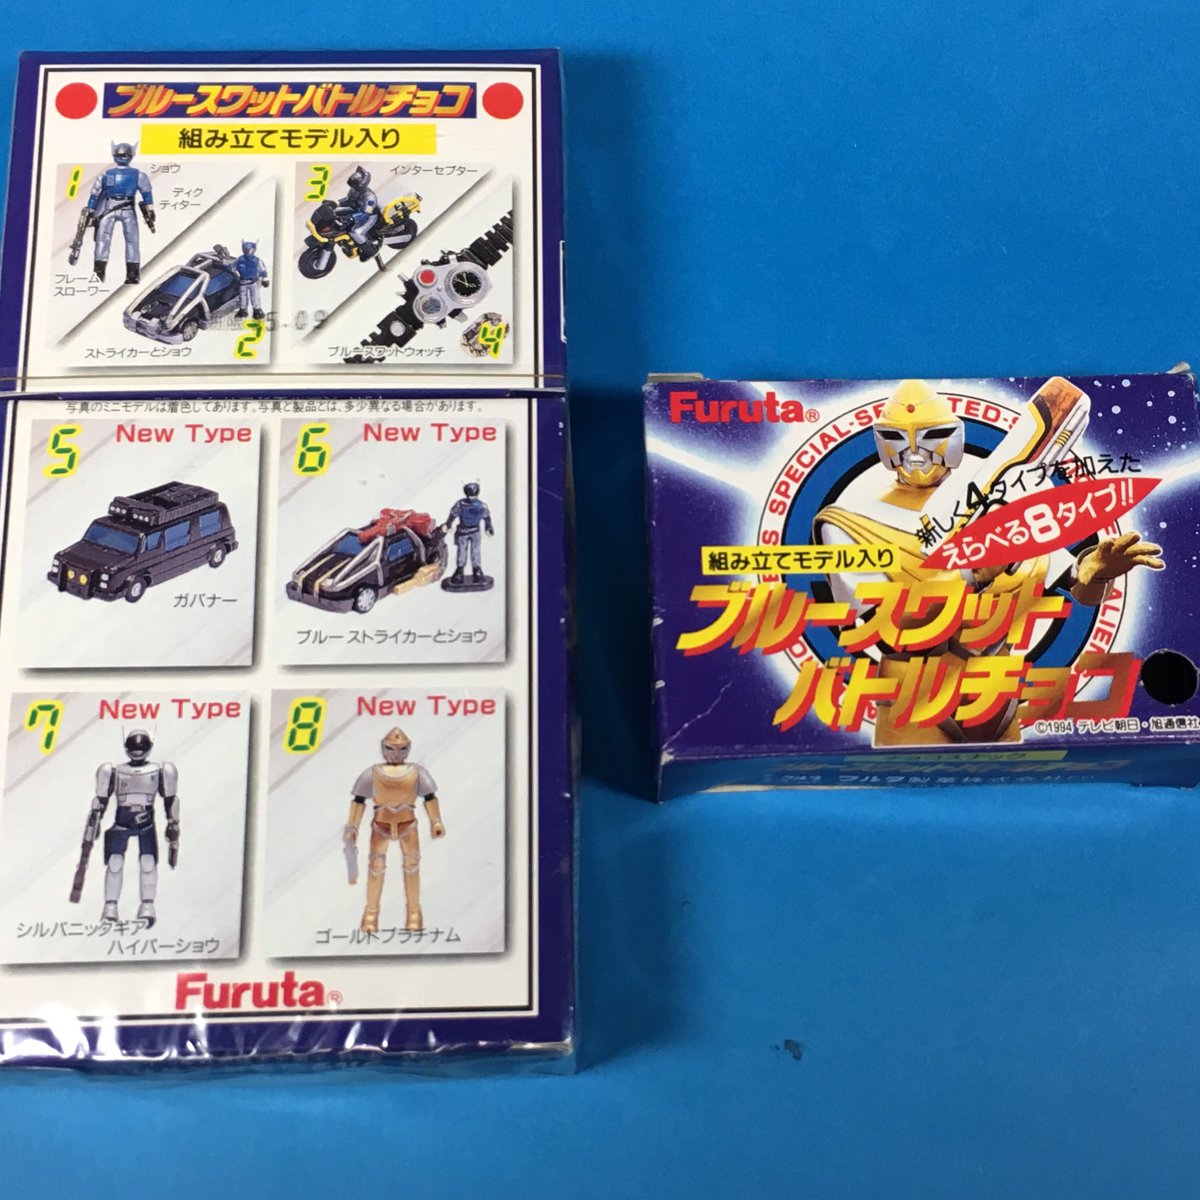 ブルースワットバトルチョコ
組み立てモデル入り
1
ショウ
ディク
ティター
フレーム
スローワー
ストライカーとショウ
2
3
インターセプター
ブルースワットウォッチ
4
5.09
写真のミニモデルは着色してあります。写真と製品とは、多少異なる場合があります。
5
New Type
ガバナー
6
New Type
ブルーストライカーとショウ
7
New Type
シルバニッタギア
ハイパーショウ
8
New Type
ゴールドプラチナム
Furuta®
Furuta®
SPECIAL-SE
TED-S
ALIEN
新しく4タイプを加えた
えらべる8タイプ!!
組み立てモデル入り
ブルースワット
バトルチョコ
©1994 テレビ朝日・旭通信社